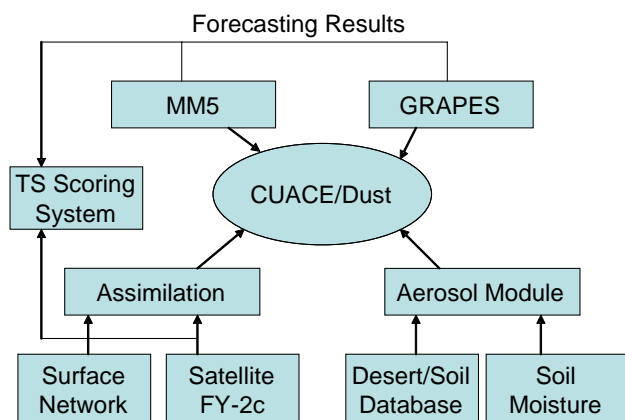 Forecasting Results
MM5
GRAPES
TS Scoring
System
CUACE/Dust
Assimilation
Aerosol Module
Surface
Network
Satellite
FY-2c
Desert/Soil
Database
Soil
Moisture